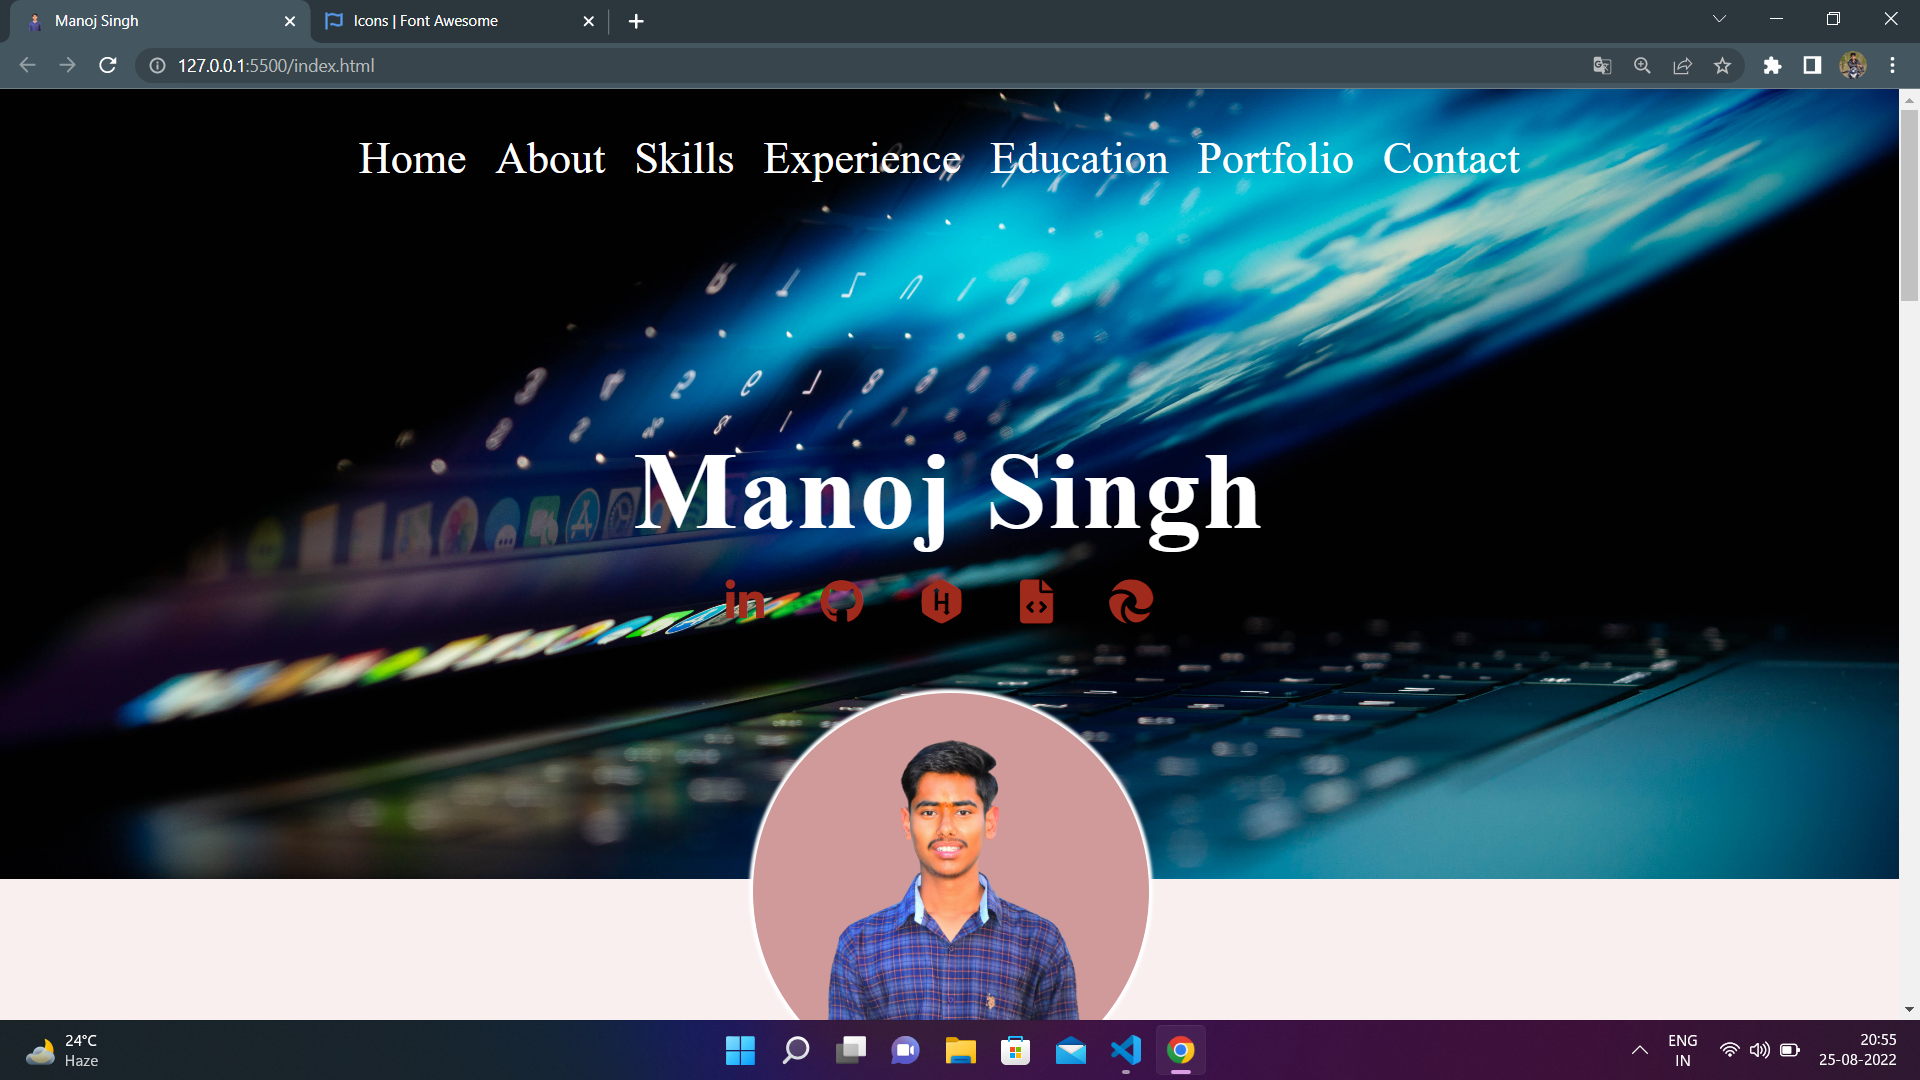 Manoj Singh
Icons | Font Awesome
127.0.0.1:5500/index.html
Home About Skills Experience Education Portfolio Contact
Manoj Singh
in
24°C
Haze
ENG
IN
20:55
25-08-2022